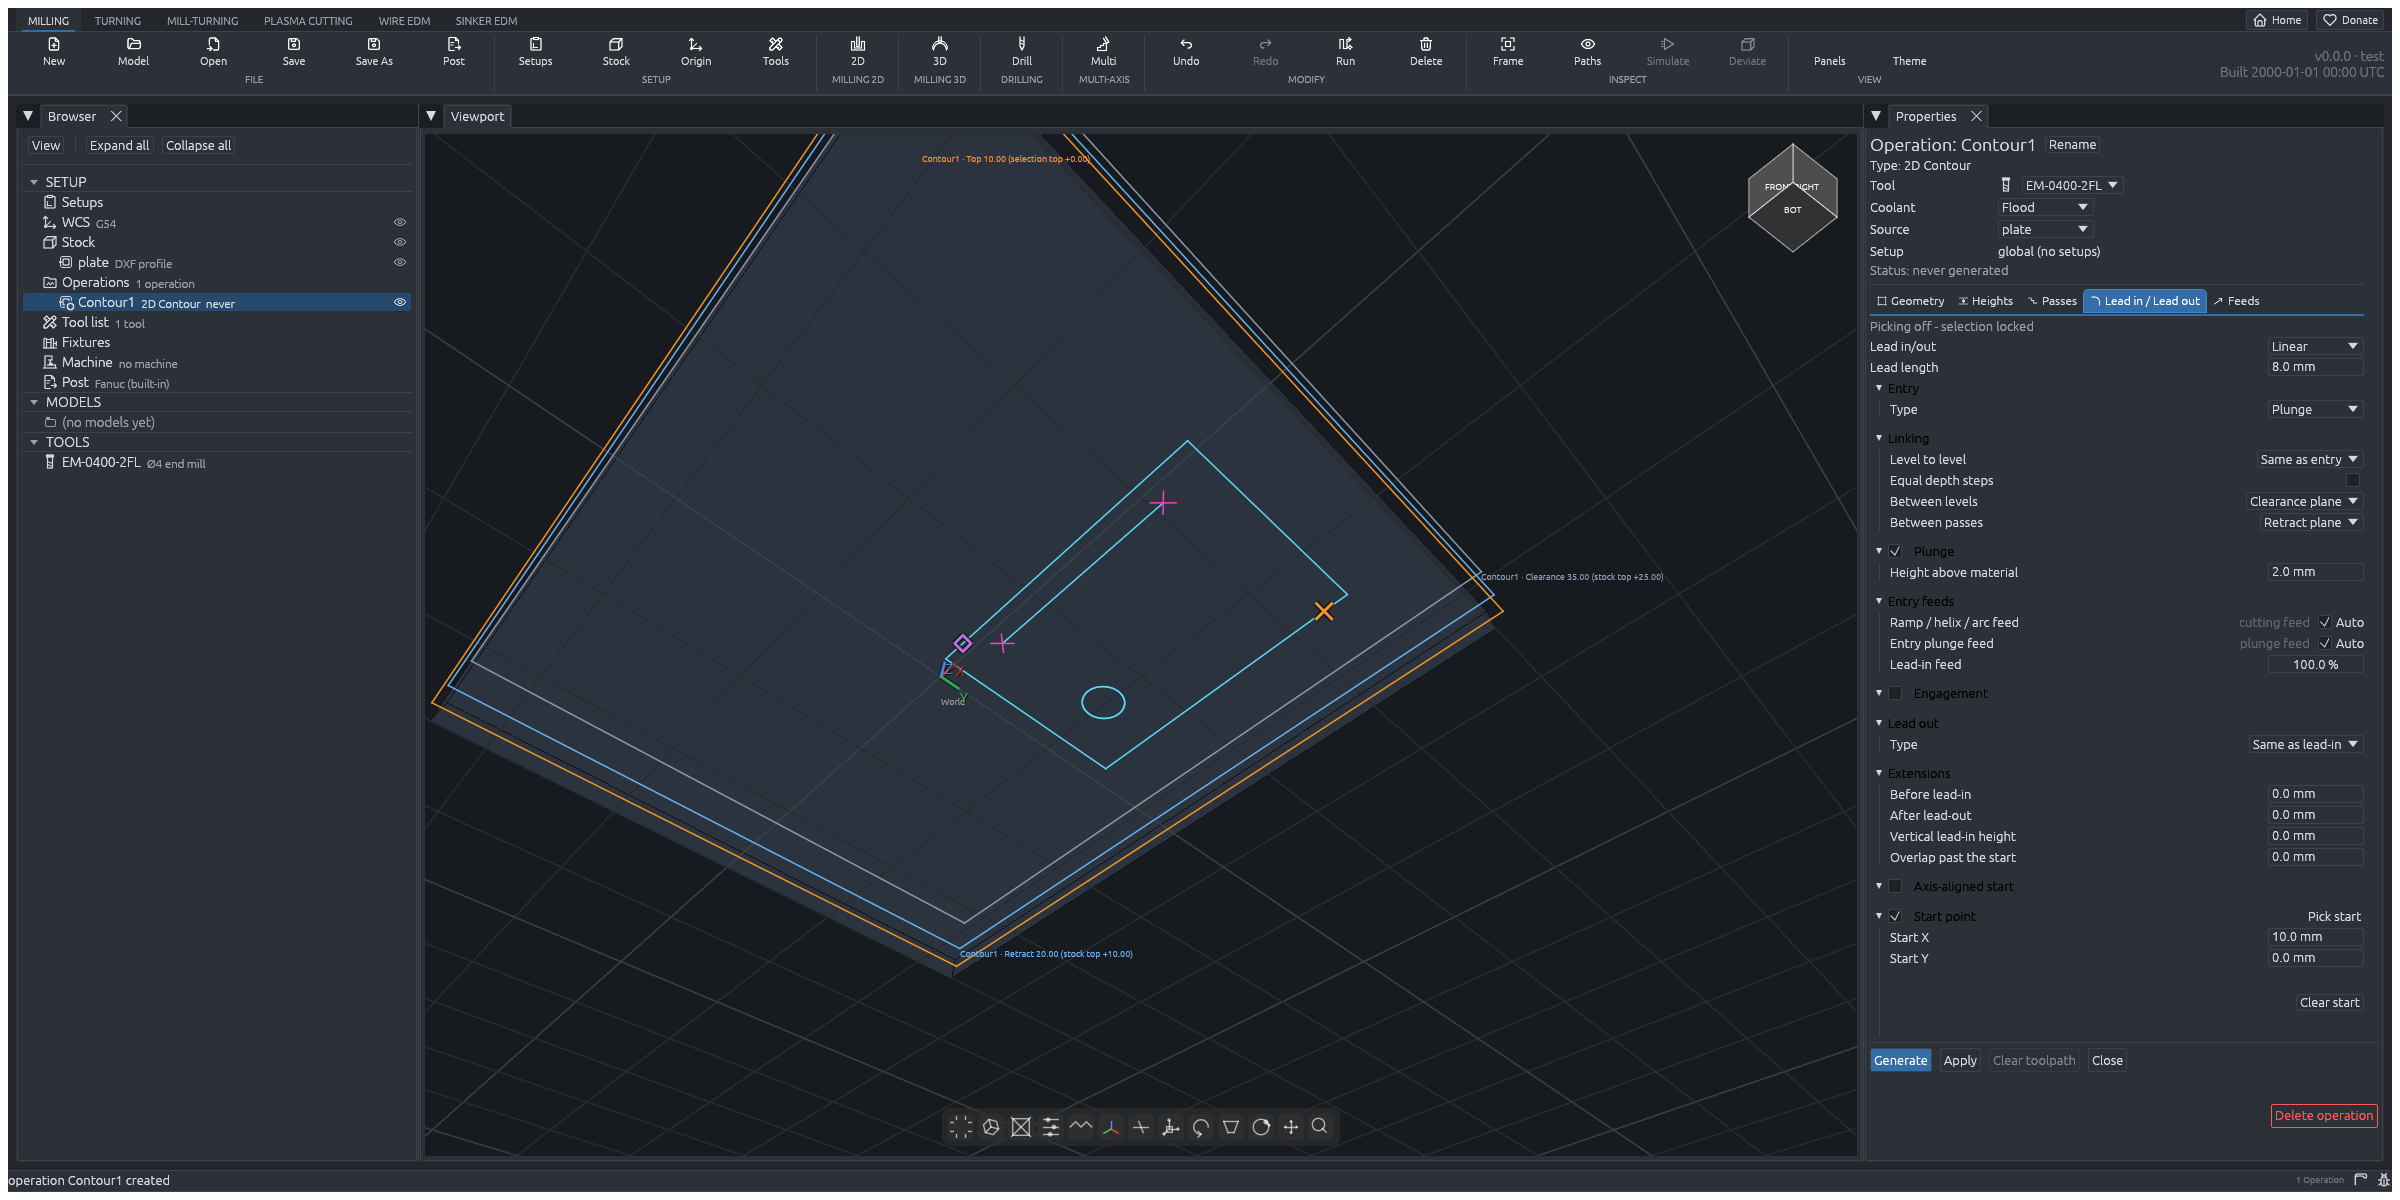 MILLING TURNING MILL-TURNING PLASMA CUTTING WIRE EDM SINKER EDM Home Donate
New Model Open Save Save As Post Setups Stock Origin Tools 2D 3D Drill Multi Undo Redo Run Delete Frame Paths Simulate Deviate Panels Theme
FILE SETUP MILLING 2D MILLING 3D DRILLING MULTI-AXIS MODIFY INSPECT VIEW
v0.0.0 · test
Built 2000-01-01 00:00 UTC
Browser
View Expand all Collapse all
SETUP
Setups
WCS G54
Stock
plate DXF profile
Operations 1 operation
Contour1 2D Contour never
Tool list 1 tool
Fixtures
Machine no machine
Post Fanuc (built-in)
MODELS
(no models yet)
TOOLS
EM-0400-2FL Ø4 end mill
Viewport
Contour1 · Top 10.00 (selection top +0.00)
FRONT RIGHT
BOT
Contour1 · Clearance 35.00 (stock top +25.00)
Z X
Y
World
Contour1 · Retract 20.00 (stock top +10.00)
Properties
Operation: Contour1 Rename
Type: 2D Contour
Tool EM-0400-2FL
Coolant Flood
Source plate
Setup global (no setups)
Status: never generated
Geometry Heights Passes Lead in / Lead out Feeds
Picking off - selection locked
Lead in/out Linear
Lead length 8.0 mm
Entry
Type Plunge
Linking
Level to level Same as entry
Equal depth steps
Between levels Clearance plane
Between passes Retract plane
Plunge
Height above material 2.0 mm
Entry feeds
Ramp / helix / arc feed cutting feed Auto
Entry plunge feed plunge feed Auto
Lead-in feed 100.0 %
Engagement
Lead out
Type Same as lead-in
Extensions
Before lead-in 0.0 mm
After lead-out 0.0 mm
Vertical lead-in height 0.0 mm
Overlap past the start 0.0 mm
Axis-aligned start
Start point Pick start
Start X 10.0 mm
Start Y 0.0 mm
Clear start
Generate Apply Clear toolpath Close
Delete operation
operation Contour1 created
1 Operation